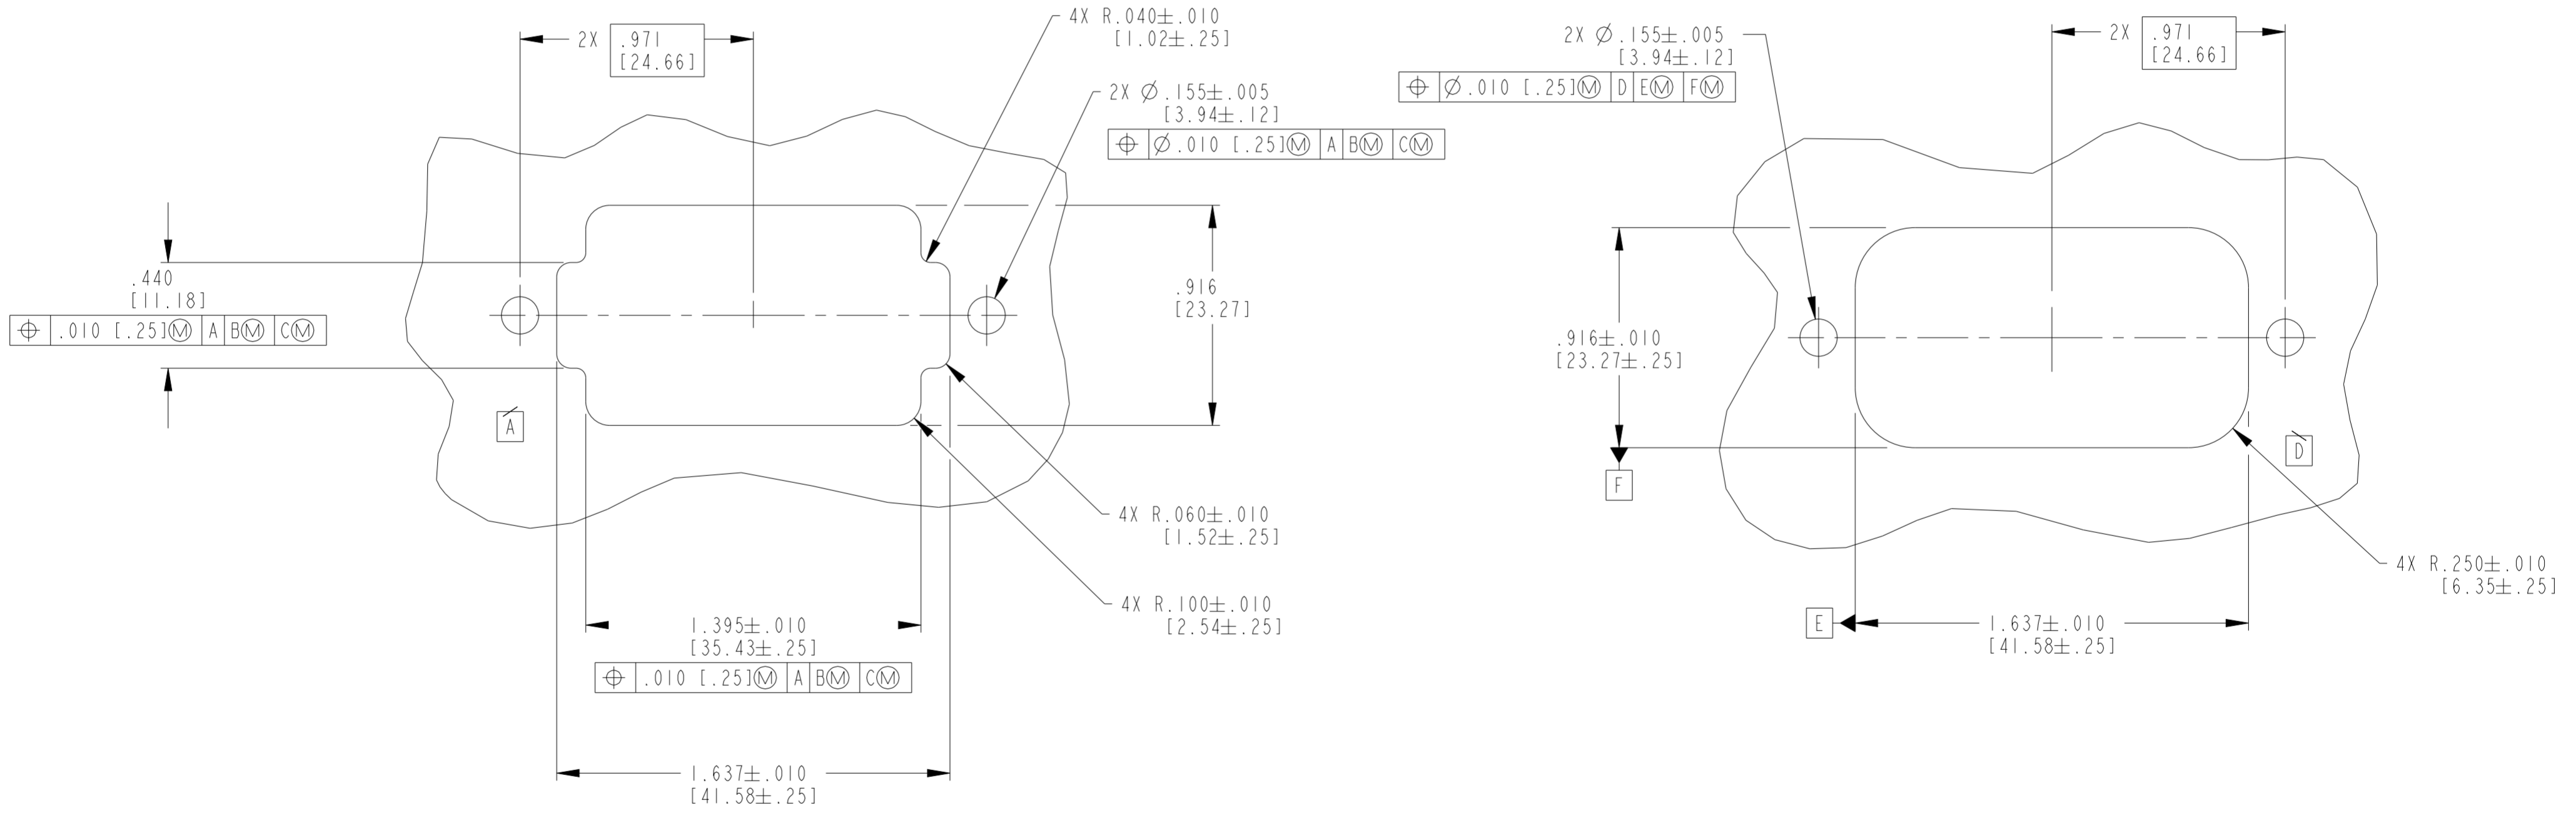 2X .971
[24.66]
4X R.040±.010
[1.02±.25]
2X Ø.155±.005
[3.94±.12]
⌖ Ø.010 [.25]Ⓜ A BⓂ CⓂ
.440
[11.18]
⌖ .010 [.25]Ⓜ A BⓂ CⓂ
.916
[23.27]
A
4X R.060±.010
[1.52±.25]
4X R.100±.010
[2.54±.25]
1.395±.010
[35.43±.25]
⌖ .010 [.25]Ⓜ A BⓂ CⓂ
1.637±.010
[41.58±.25]
2X Ø.155±.005
[3.94±.12]
⌖ Ø.010 [.25]Ⓜ D EⓂ FⓂ
2X .971
[24.66]
.916±.010
[23.27±.25]
D
F
4X R.250±.010
[6.35±.25]
E
1.637±.010
[41.58±.25]